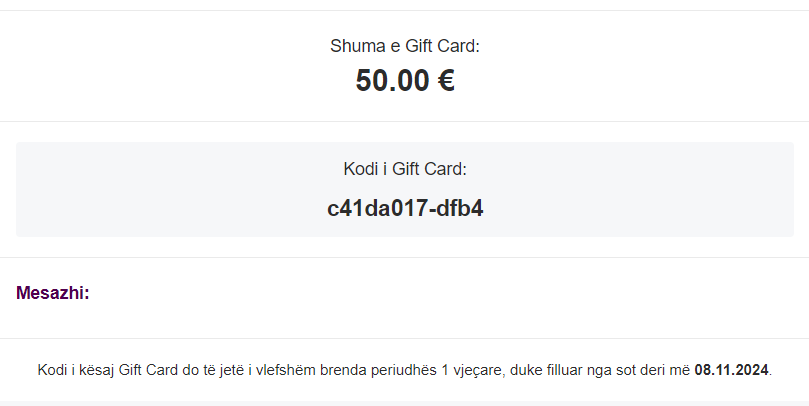 Shuma e Gift Card:
50.00 €
Kodi i Gift Card:
c41da017-dfb4
Mesazhi:
Kodi i kësaj Gift Card do të jetë i vlefshëm brenda periudhës 1 vjeçare, duke filluar nga sot deri më 08.11.2024.